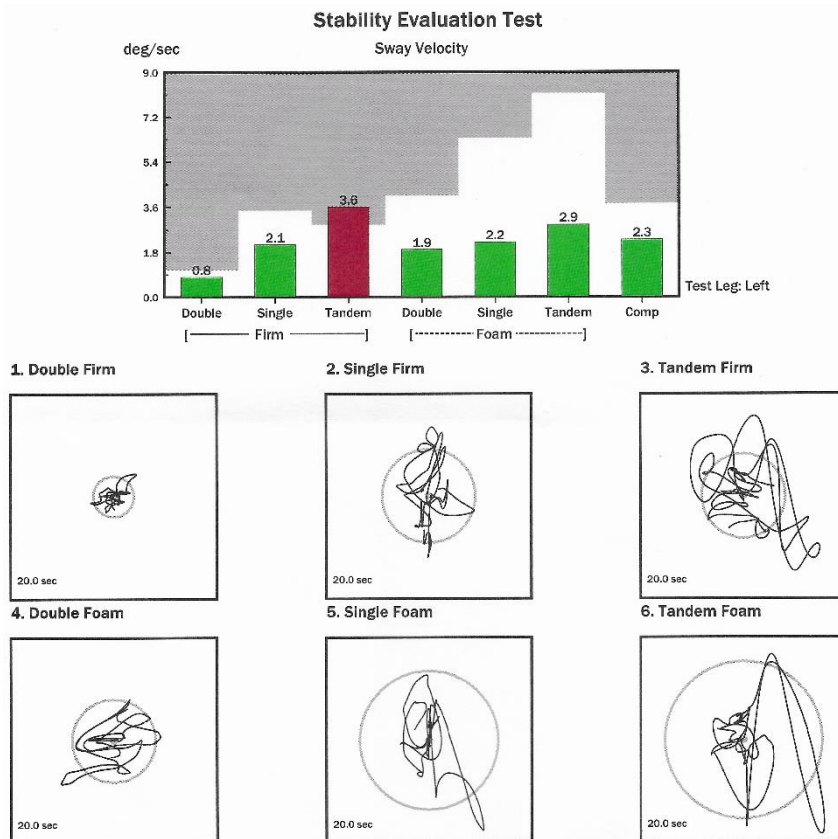 Stability Evaluation Test
deg/sec
Sway Velocity
9.0
7.2
5.4
3.6
1.8
0.0
0.8
2.1
3.6
1.9
2.2
2.9
2.3
Test Leg: Left
Double Single Tandem Double Single Tandem Comp
[ Firm ] [ Foam ]
1. Double Firm 2. Single Firm 3. Tandem Firm
20.0 sec 20.0 sec 20.0 sec
4. Double Foam 5. Single Foam 6. Tandem Foam
20.0 sec 20.0 sec 20.0 sec